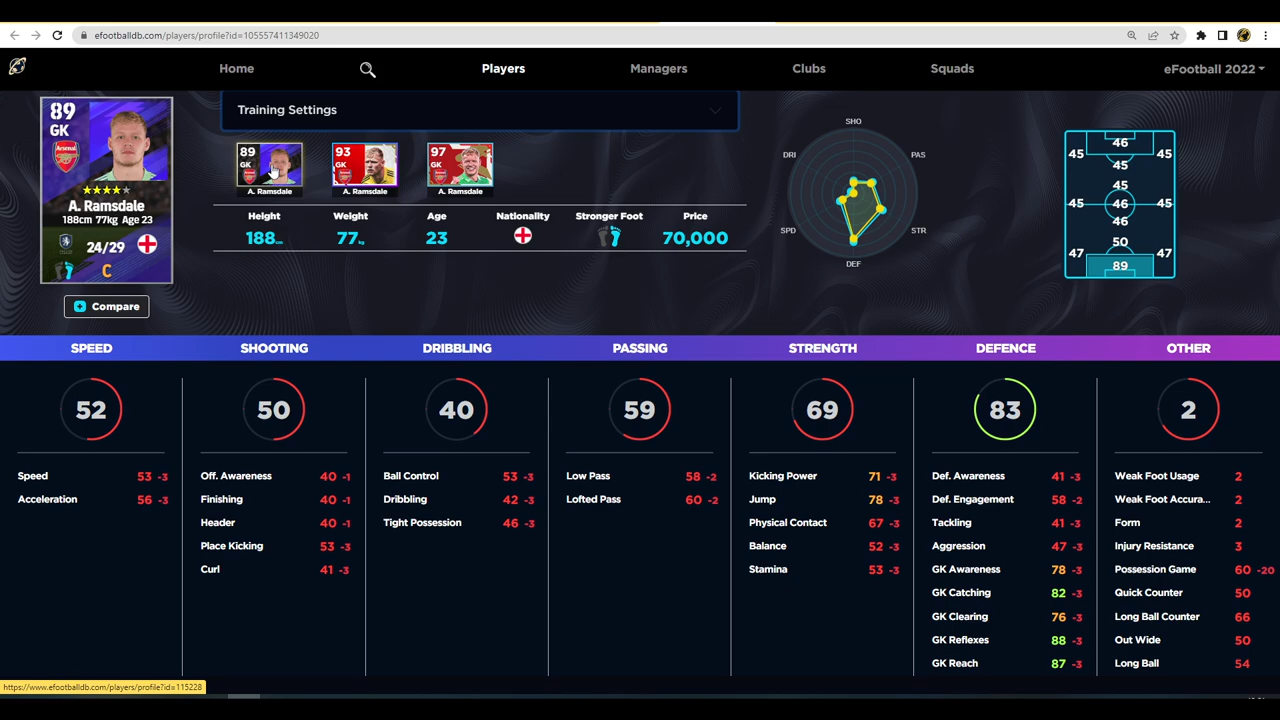 efootballdb.com/players/profile?id=105557411349020
Home
Players
Managers
Clubs
Squads
eFootball 2022
89
GK
Arsenal
A. Ramsdale
188cm 77kg Age 23
24/29
C
Compare
Training Settings
89
GK
A. Ramsdale
93
GK
A. Ramsdale
97
GK
A. Ramsdale
Height Weight Age Nationality Stronger Foot Price
188cm 77kg 23 70,000
SHO
DRI PAS
SPD STR
DEF
46
45 45
45
45
45 46 45
46
50
47 47
89
SPEED SHOOTING DRIBBLING PASSING STRENGTH DEFENCE OTHER
52
Speed 53 -3
Acceleration 56 -3
50
Off. Awareness 40 -1
Finishing 40 -1
Header 40 -1
Place Kicking 53 -3
Curl 41 -3
40
Ball Control 53 -3
Dribbling 42 -3
Tight Possession 46 -3
59
Low Pass 58 -2
Lofted Pass 60 -2
69
Kicking Power 71 -3
Jump 78 -3
Physical Contact 67 -3
Balance 52 -3
Stamina 53 -3
83
Def. Awareness 41 -3
Def. Engagement 58 -2
Tackling 41 -3
Aggression 47 -3
GK Awareness 78 -3
GK Catching 82 -3
GK Clearing 76 -3
GK Reflexes 88 -3
GK Reach 87 -3
2
Weak Foot Usage 2
Weak Foot Accura... 2
Form 2
Injury Resistance 3
Possession Game 60 -20
Quick Counter 50
Long Ball Counter 66
Out Wide 50
Long Ball 54
https://www.efootballdb.com/players/profile?id=115228